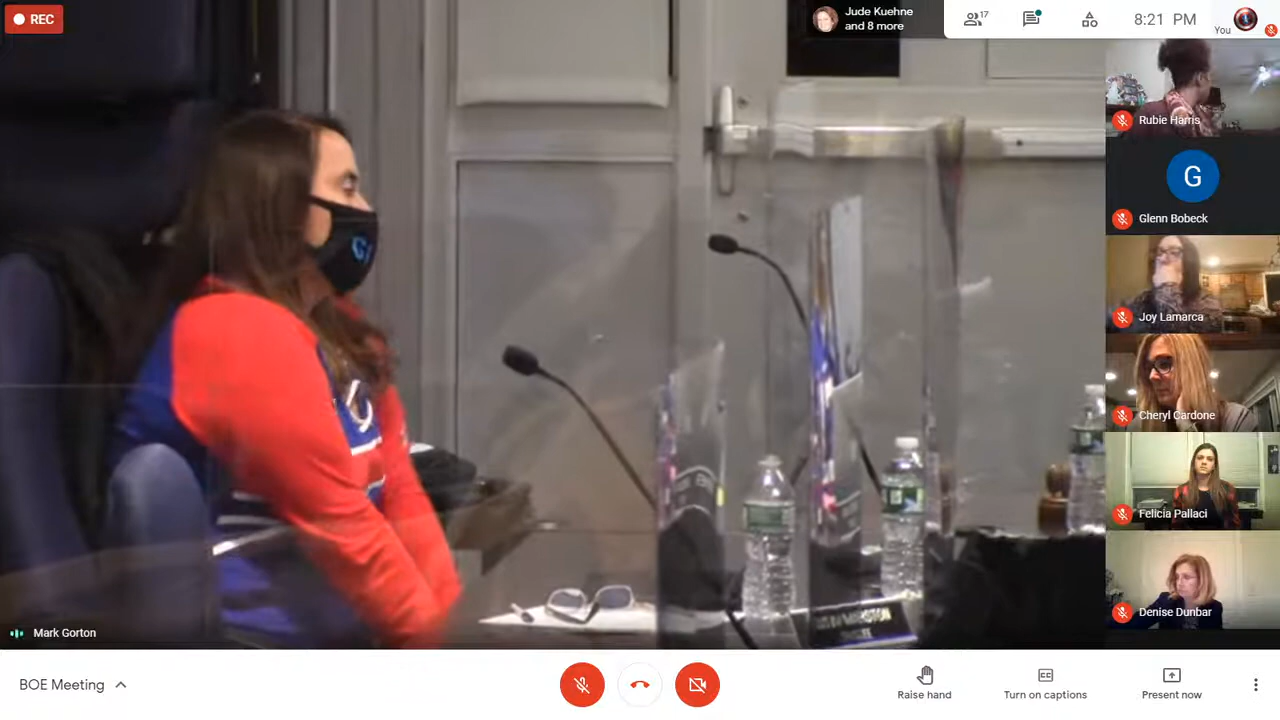 REC
Jude Kuehne
and 8 more
17
8:21 PM
You
Rubie Harris
G
Glenn Bobeck
Joy Lamarca
Cheryl Cardone
Felicia Pallaci
Denise Dunbar
Mark Gorton
BOE Meeting
Raise hand
CC
Turn on captions
Present now